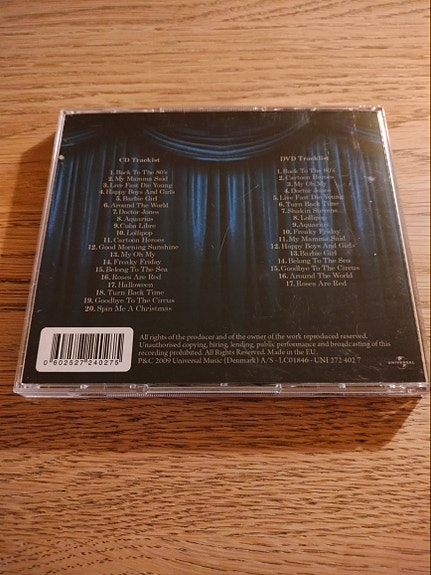 CD Tracklist
1. Back To The 80's
2. My Mamma Said
3. Live Fast Die Young
4. Happy Boys And Girls
5. Barbie Girl
6. Around The World
7. Doctor Jones
8. Aquarius
9. Cuba Libre
10. Lollipop
11. Cartoon Heroes
12. Good Morning Sunshine
13. My Oh My
14. Freaky Friday
15. Belong To The Sea
16. Roses Are Red
17. Halloween
18. Turn Back Time
19. Goodbye To The Circus
20. Spin Me A Christmas
DVD Tracklist
1. Back To The 80's
2. Cartoon Heroes
3. My Oh My
4. Doctor Jones
5. Live Fast Die Young
6. Turn Back Time
7. Shakin Stevens
8. Lollipop
9. Aquarius
10. Freaky Friday
11. My Mamma Said
12. Happy Boys And Girls
13. Barbie Girl
14. Belong To The Sea
15. Goodbye To The Circus
16. Around The World
17. Roses Are Red
0 602527 240275
All rights of the producer and of the owner of the work reproduced reserved.
Unauthorised copying, hiring, lending, public performance and broadcasting of this
recording prohibited. All Rights Reserved. Made in the EU.
P&C 2009 Universal Music (Denmark) A/S - LC01846 - UNI 272 402 7
UNIVERSAL